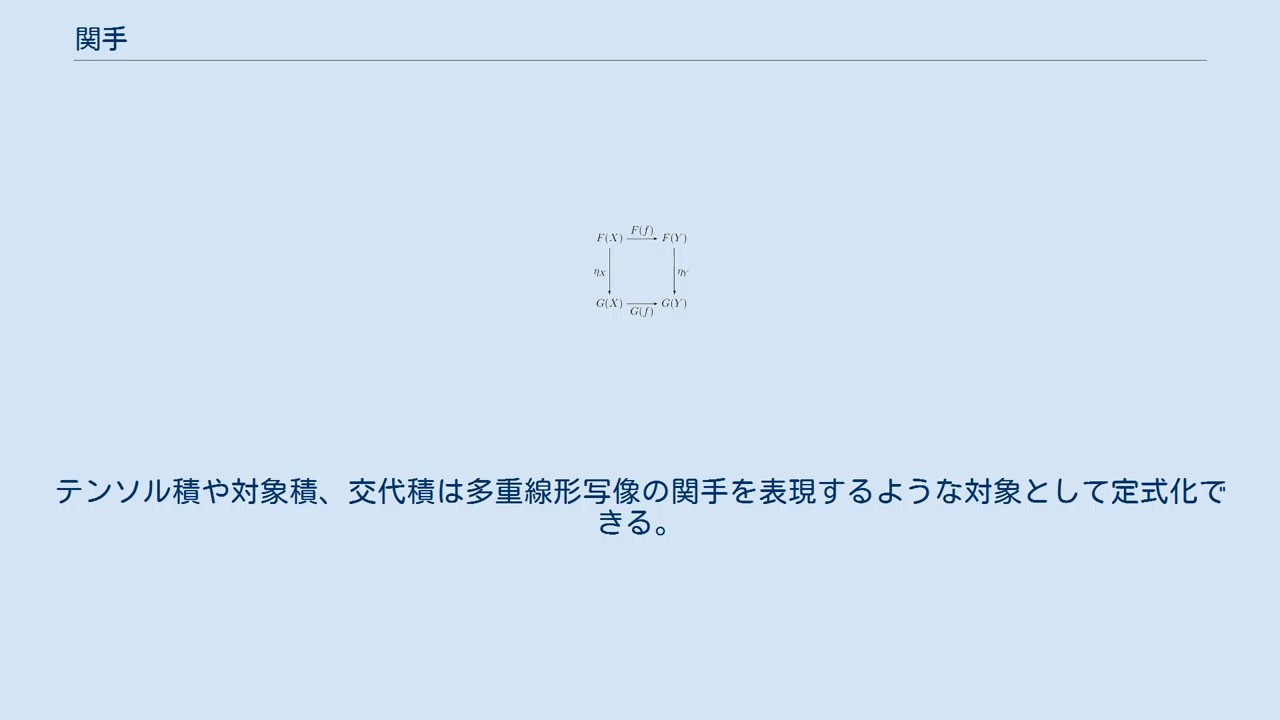 関手
F(f)
F(X) F(Y)
ηX ηY
G(X) G(Y)
G(f)
テンソル積や対象積、交代積は多重線形写像の関手を表現するような対象として定式化で
きる。